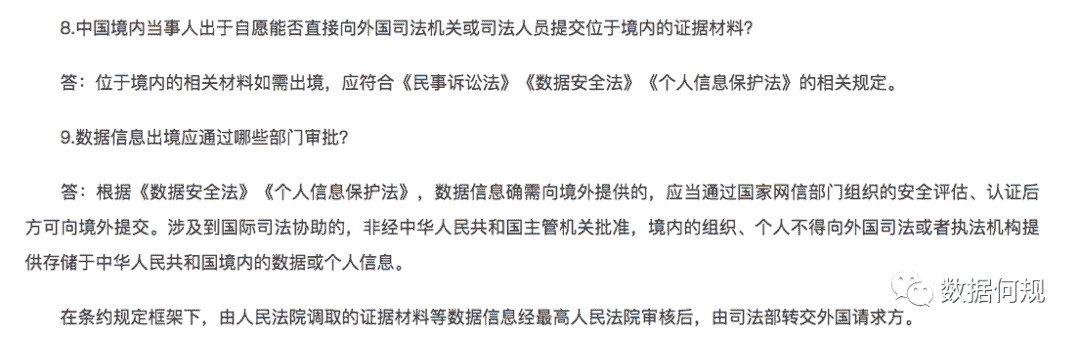 8.中国境内当事人出于自愿能否直接向外国司法机关或司法人员提交位于境内的证据材料?
答：位于境内的相关材料如需出境，应符合《民事诉讼法》《数据安全法》《个人信息保护法》的相关规定。
9.数据信息出境应通过哪些部门审批?
答：根据《数据安全法》《个人信息保护法》，数据信息确需向境外提供的，应当通过国家网信部门组织的安全评估、认证后
方可向境外提交。涉及到国际司法协助的，非经中华人民共和国主管机关批准，境内的组织、个人不得向外国司法或者执法机构提
供存储于中华人民共和国境内的数据或个人信息。
数据何规
在条约规定框架下，由人民法院调取的证据材料等数据信息经最高人民法院审核后，由司法部转交外国请求方。